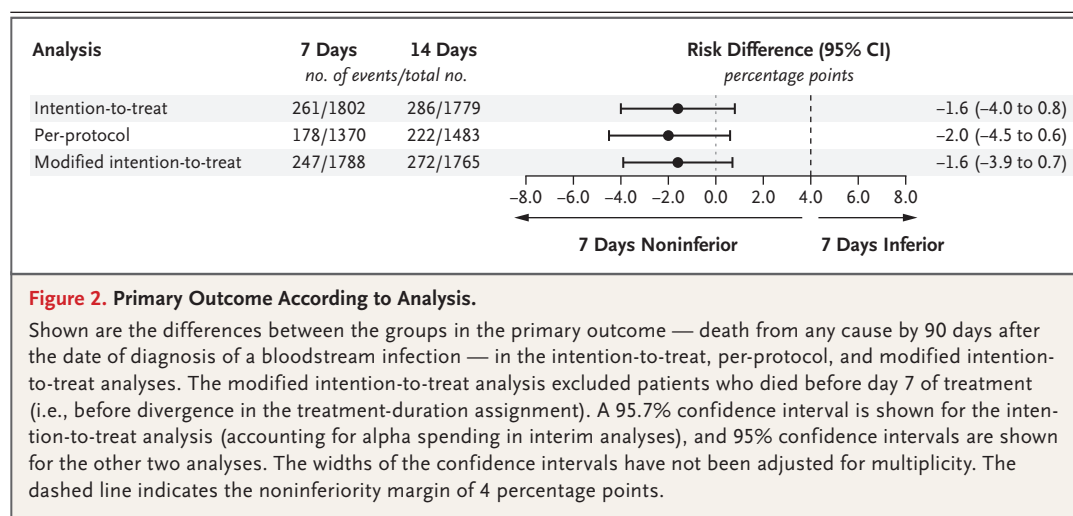 Analysis 7 Days 14 Days Risk Difference (95% CI)
no. of events/total no. percentage points
Intention-to-treat 261/1802 286/1779 –1.6 (–4.0 to 0.8)
Per-protocol 178/1370 222/1483 –2.0 (–4.5 to 0.6)
Modified intention-to-treat 247/1788 272/1765 –1.6 (–3.9 to 0.7)
–8.0 –6.0 –4.0 –2.0 0.0 2.0 4.0 6.0 8.0
7 Days Noninferior 7 Days Inferior
Figure 2. Primary Outcome According to Analysis.
Shown are the differences between the groups in the primary outcome — death from any cause by 90 days after
the date of diagnosis of a bloodstream infection — in the intention-to-treat, per-protocol, and modified intention-
to-treat analyses. The modified intention-to-treat analysis excluded patients who died before day 7 of treatment
(i.e., before divergence in the treatment-duration assignment). A 95.7% confidence interval is shown for the inten-
tion-to-treat analysis (accounting for alpha spending in interim analyses), and 95% confidence intervals are shown
for the other two analyses. The widths of the confidence intervals have not been adjusted for multiplicity. The
dashed line indicates the noninferiority margin of 4 percentage points.